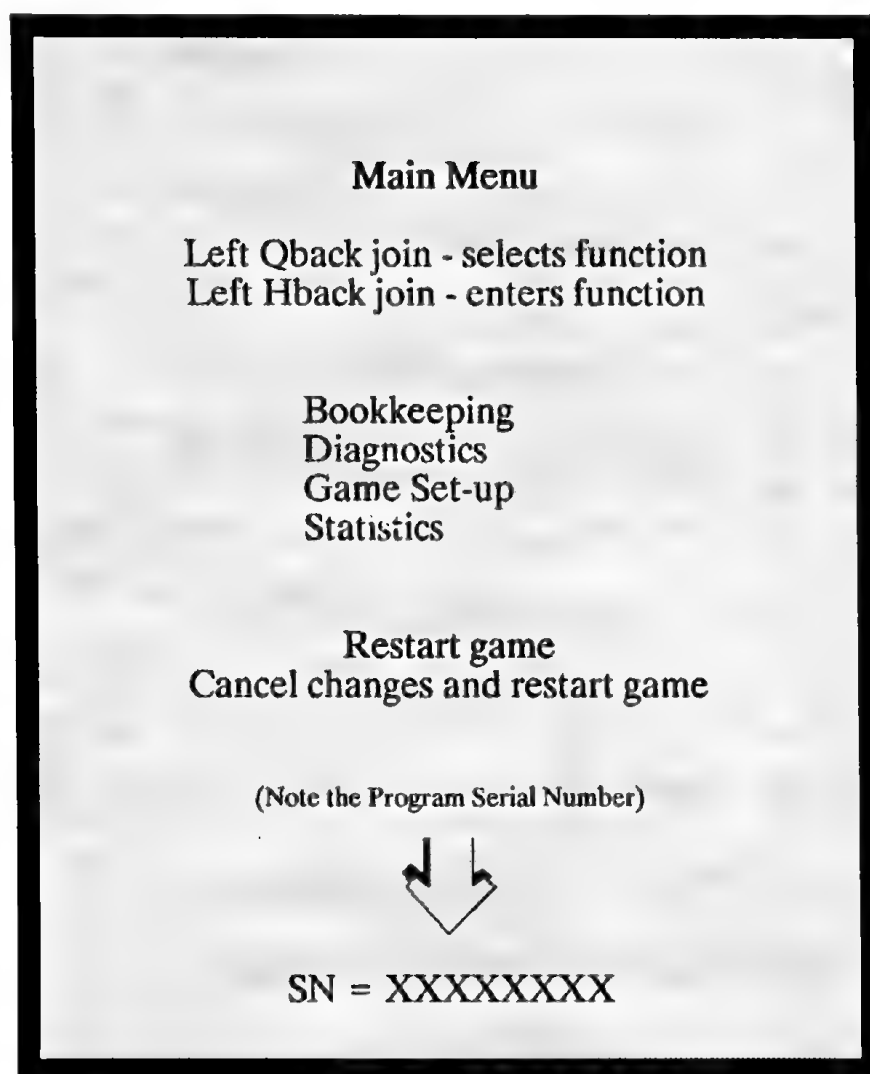 Main Menu
Left Qback join - selects function
Left Hback join - enters function
Bookkeeping
Diagnostics
Game Set-up
Statistics
Restart game
Cancel changes and restart game
(Note the Program Serial Number)
SN = XXXXXXXX